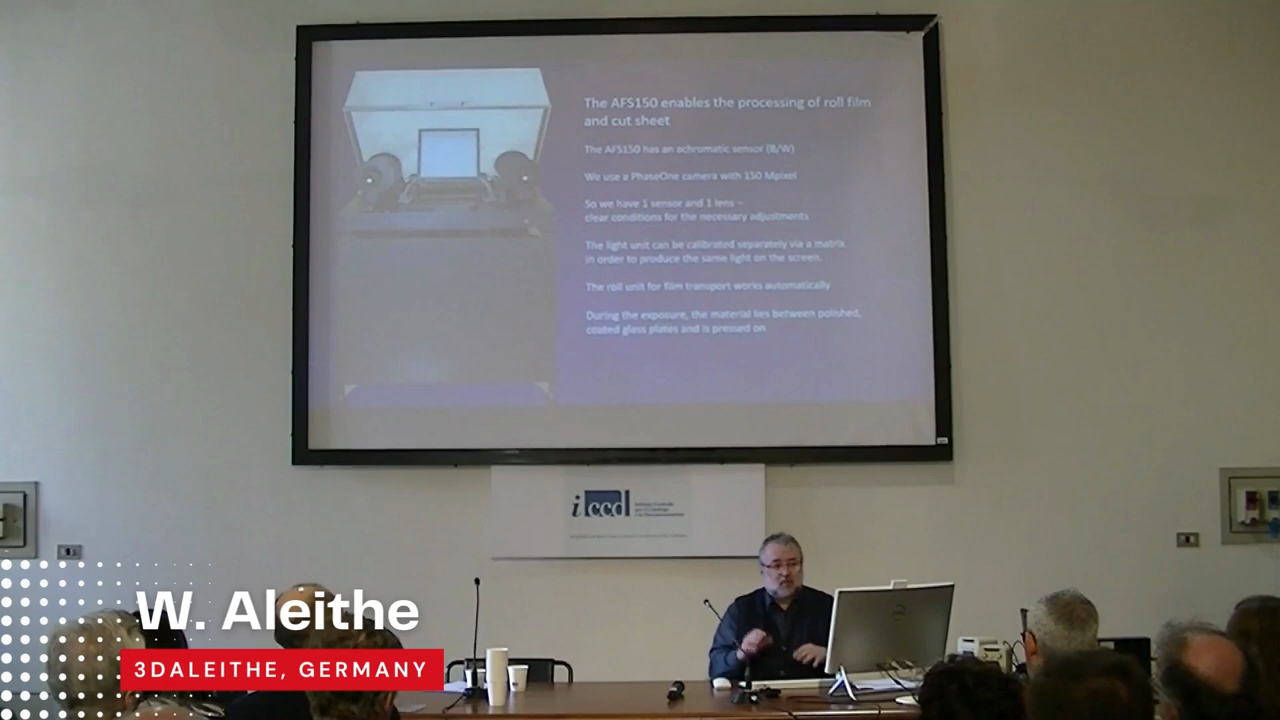 The AFS150 enables the processing of roll film
and cut sheet
The AFS150 has an achromatic sensor (B/W)
We use a PhaseOne camera with 150 Mpixel
So we have 1 sensor and 1 lens –
clear conditions for the necessary adjustments
The light unit can be calibrated separately via a matrix
in order to produce the same light on the screen.
The roll unit for film transport works automatically
During the exposure, the material lies between polished,
coated glass plates and is pressed on
iccd
W. Aleithe
3DALEITHE, GERMANY